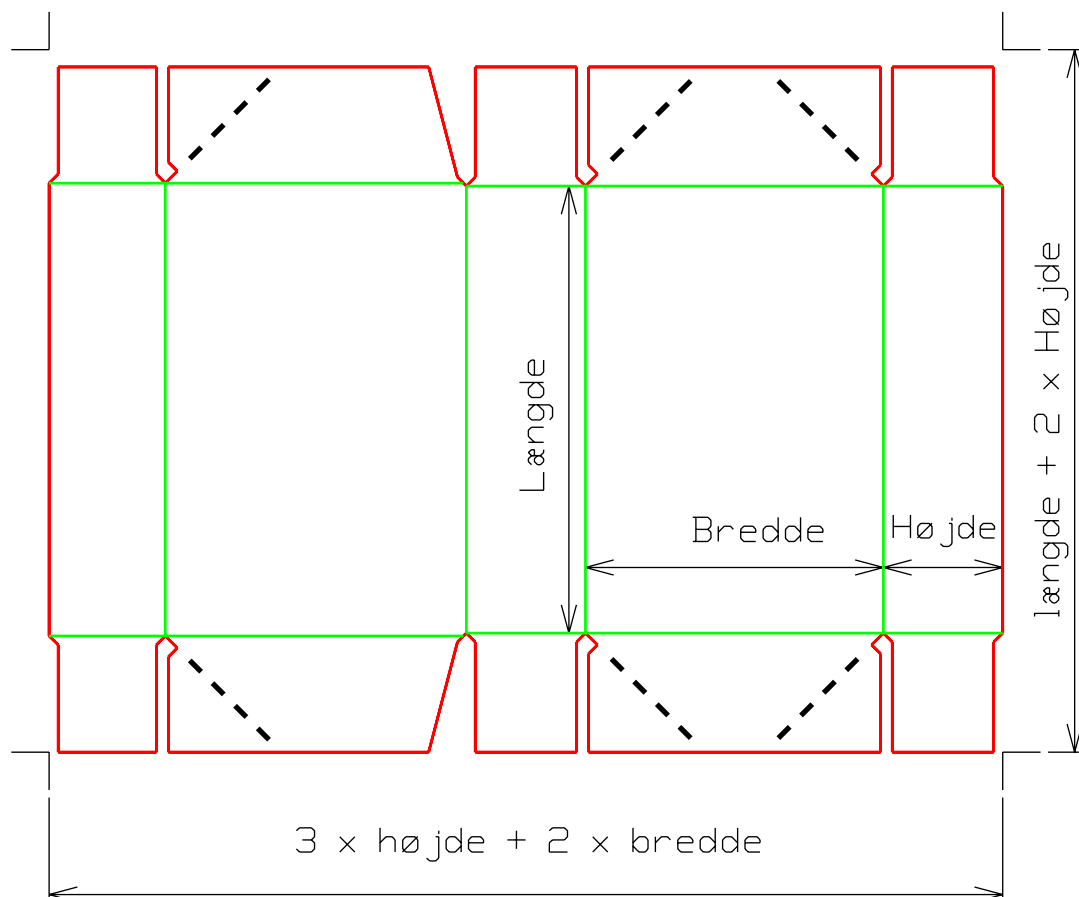 længde + 2 x Højde
Længde
Bredde
Højde
3 x højde + 2 x bredde